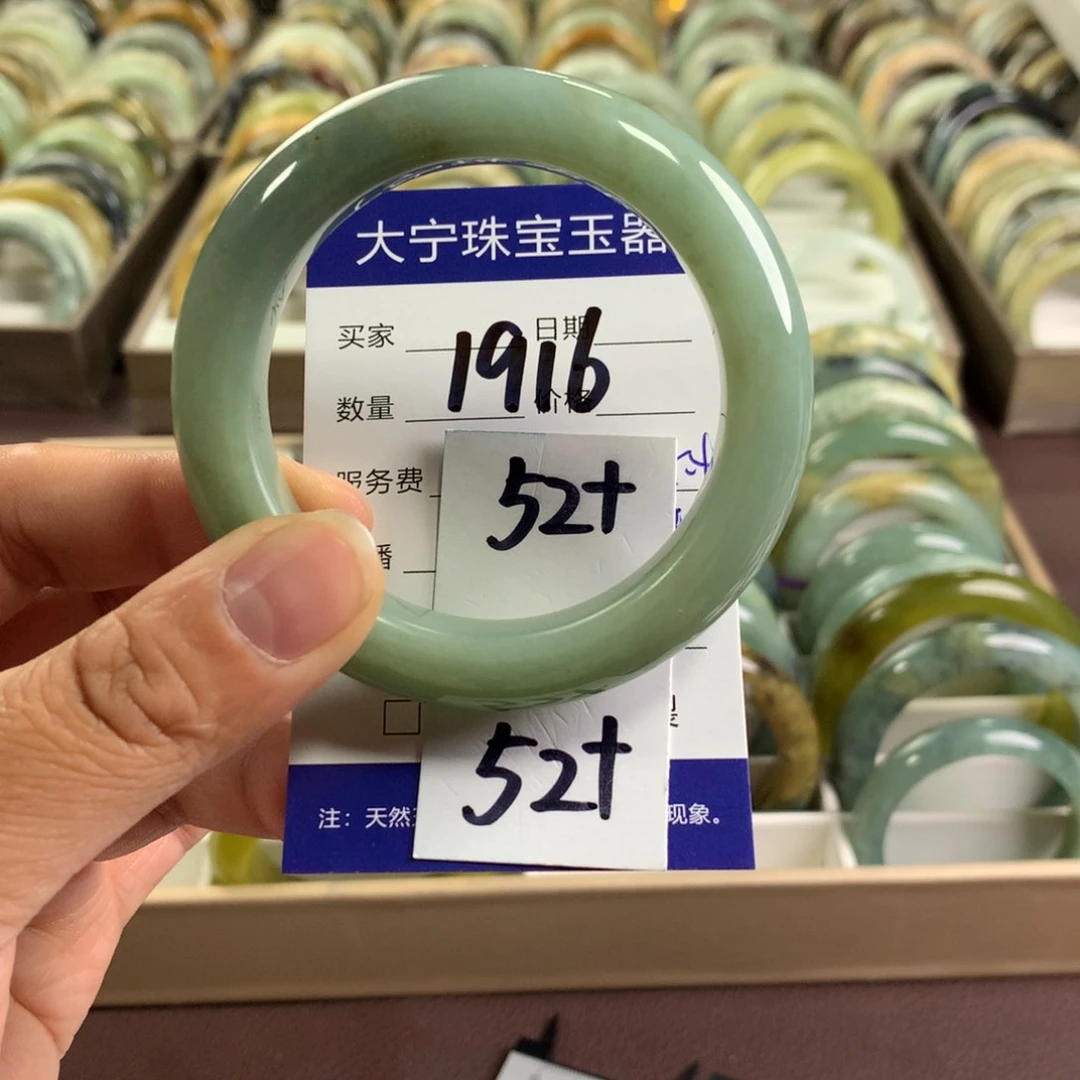 大宁珠宝玉器
买家 日期
1916
数量 价格
服务费
52+
播
52+
注：天然 现象。